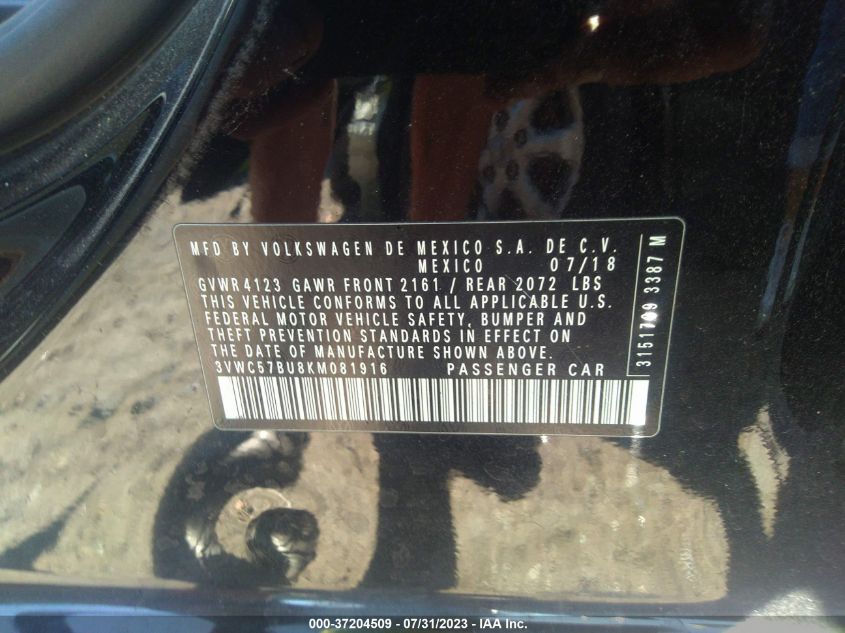 MFD BY VOLKSWAGEN DE MEXICO S.A. DE C.V.
MEXICO 07/18
GVWR 4123 GAWR FRONT 2161 / REAR 2072 LBS
THIS VEHICLE CONFORMS TO ALL APPLICABLE U.S.
FEDERAL MOTOR VEHICLE SAFETY, BUMPER AND
THEFT PREVENTION STANDARDS IN EFFECT ON
THE DATE OF MANUFACTURE SHOWN ABOVE.
3VWC57BU8KM081916 PASSENGER CAR
3387 M
000-37204509 - 07/31/2023 - IAA Inc.